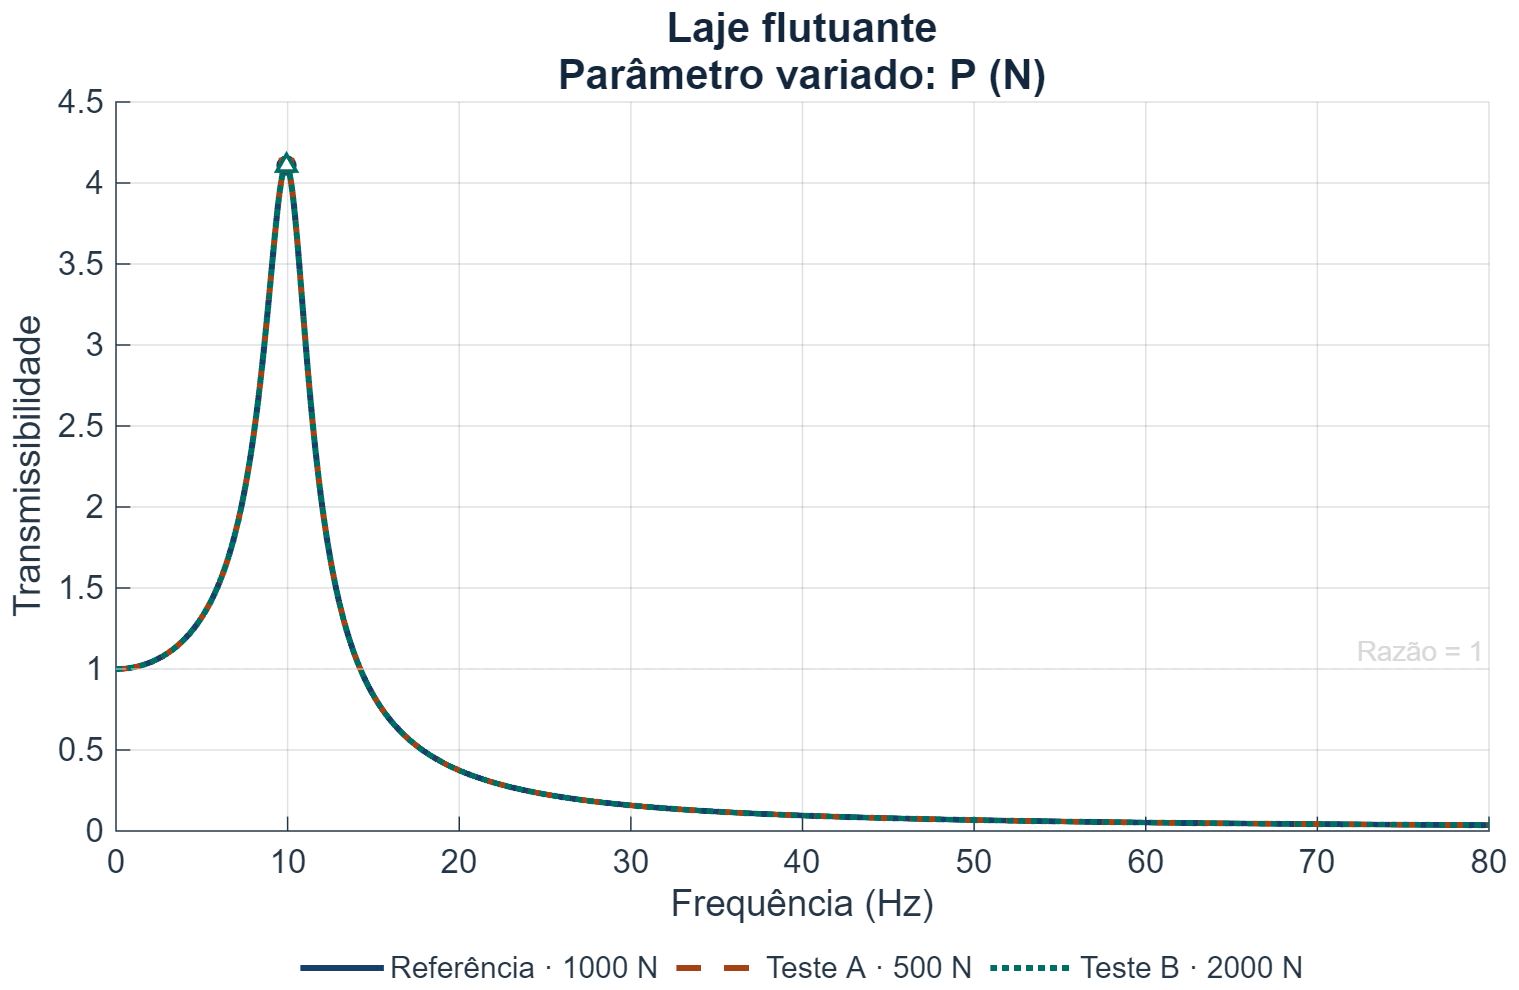 Laje flutuante
Parâmetro variado: P (N)
4.5
4
3.5
3
2.5
2
1.5
1
0.5
0
Transmissibilidade
Razão = 1
0 10 20 30 40 50 60 70 80
Frequência (Hz)
Referência · 1000 N Teste A · 500 N Teste B · 2000 N